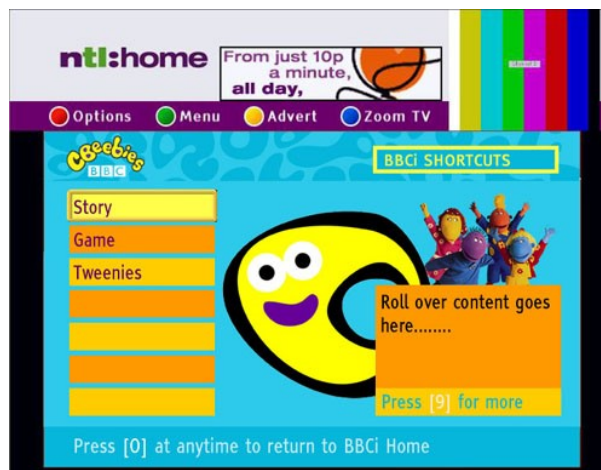 ntl:home
From just 10p
a minute,
all day,
Options Menu Advert Zoom TV
CBeebies
BBC
BBCi SHORTCUTS
Story
Game
Tweenies
Roll over content goes
here........
Press [9] for more
Press [0] at anytime to return to BBCi Home